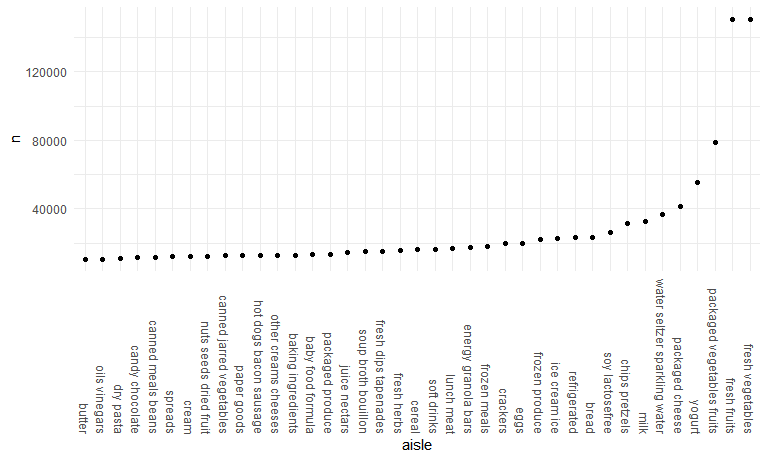 120000
80000
40000
n
butter
oils vinegars
dry pasta
candy chocolate
canned meals beans
spreads
cream
nuts seeds dried fruit
canned jarred vegetables
paper goods
hot dogs bacon sausage
other creams cheeses
baking ingredients
baby food formula
packaged produce
juice nectars
soup broth bouillon
fresh dips tapenades
fresh herbs
cereal
soft drinks
lunch meat
energy granola bars
frozen meals
crackers
eggs
frozen produce
ice cream ice
refrigerated
bread
soy lactosefree
chips pretzels
milk
water seltzer sparkling water
packaged cheese
yogurt
packaged vegetables fruits
fresh fruits
fresh vegetables
aisle